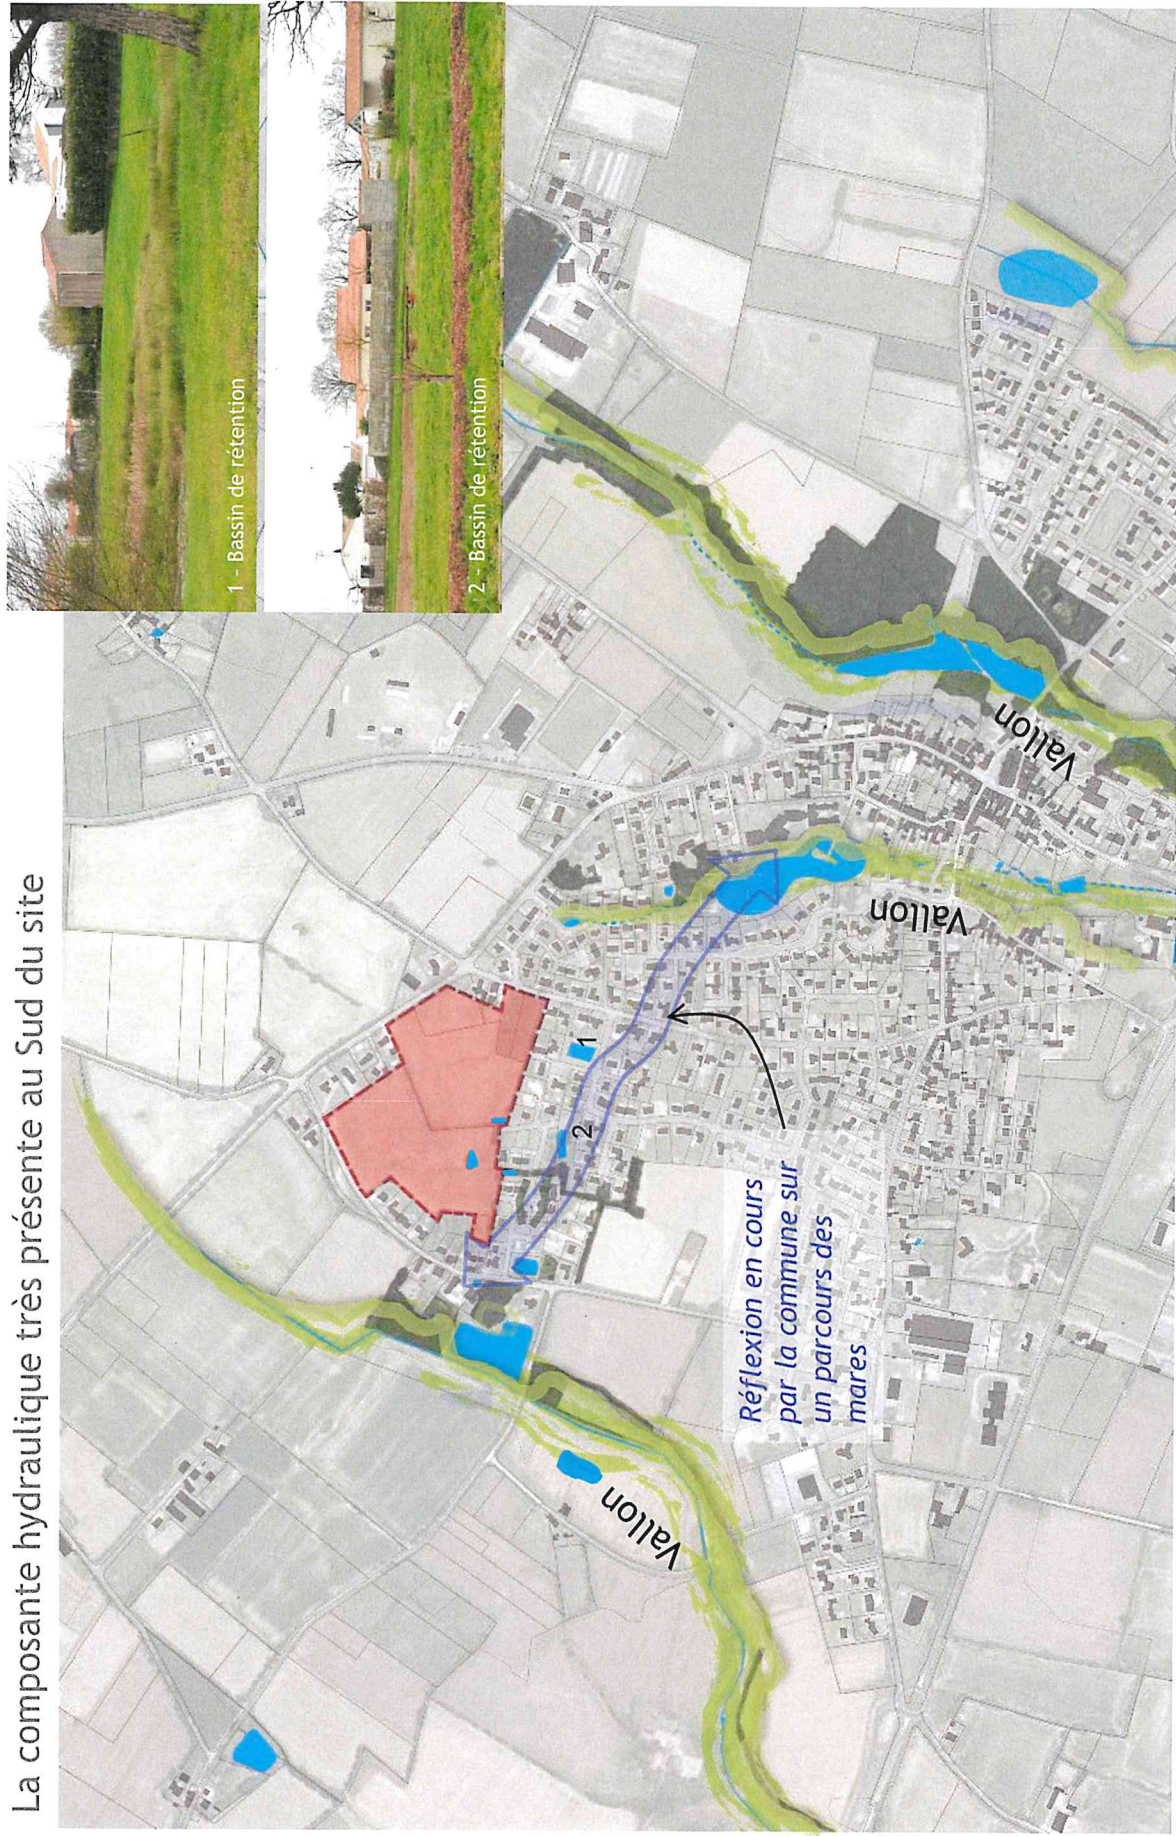 La composante hydraulique très présente au Sud du site
1 - Bassin de rétention
2 - Bassin de rétention
Vallon
Vallon
Vallon
1
2
Réflexion en cours
par la commune sur
un parcours des
mares